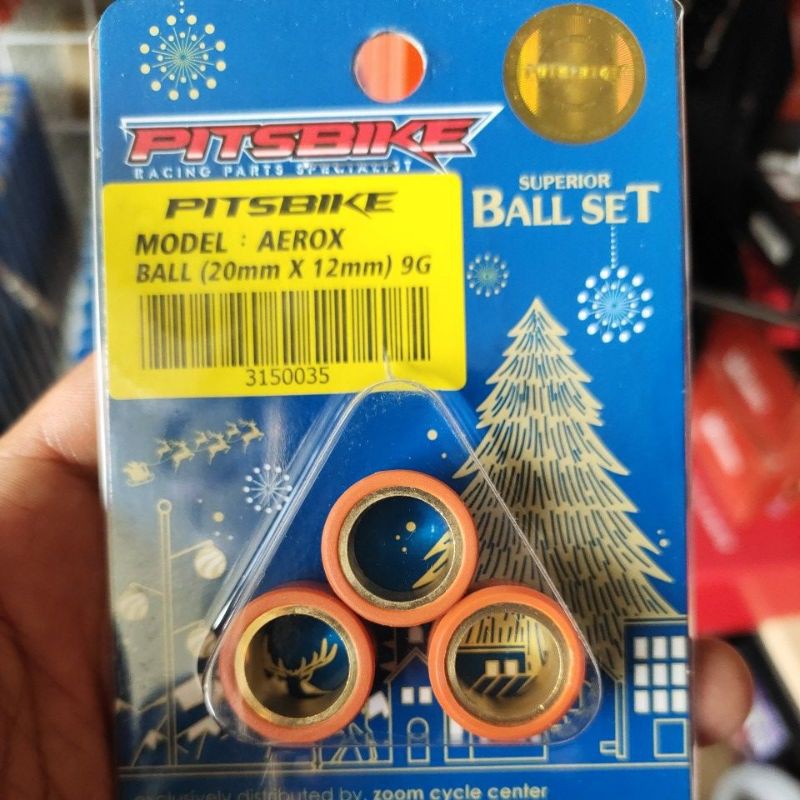 PITSBIKE
RACING PARTS SPECIALIST
SUPERIOR
BALL SET
PITSBIKE
MODEL : AEROX
BALL (20mm X 12mm) 9G
3150035
exclusively distributed by. zoom cycle center